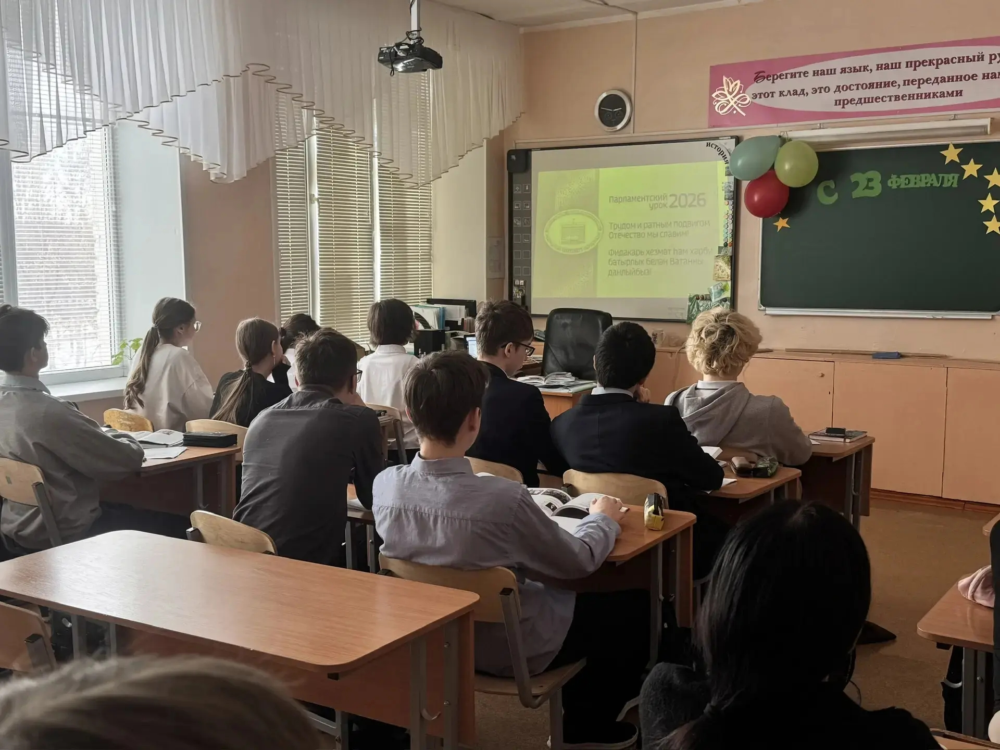 Берегите наш язык, наш прекрасный ру
этот клад, это достояние, переданное нам
предшественниками
история
Парламентский
урок 2026
Трудом и ратным подвигом
Отечество мы славим!
Фидакарь хезмәт һәм хәрби
батырлык белән Ватанны
данлыйбыз!
С 23 ФЕВРАЛЯ